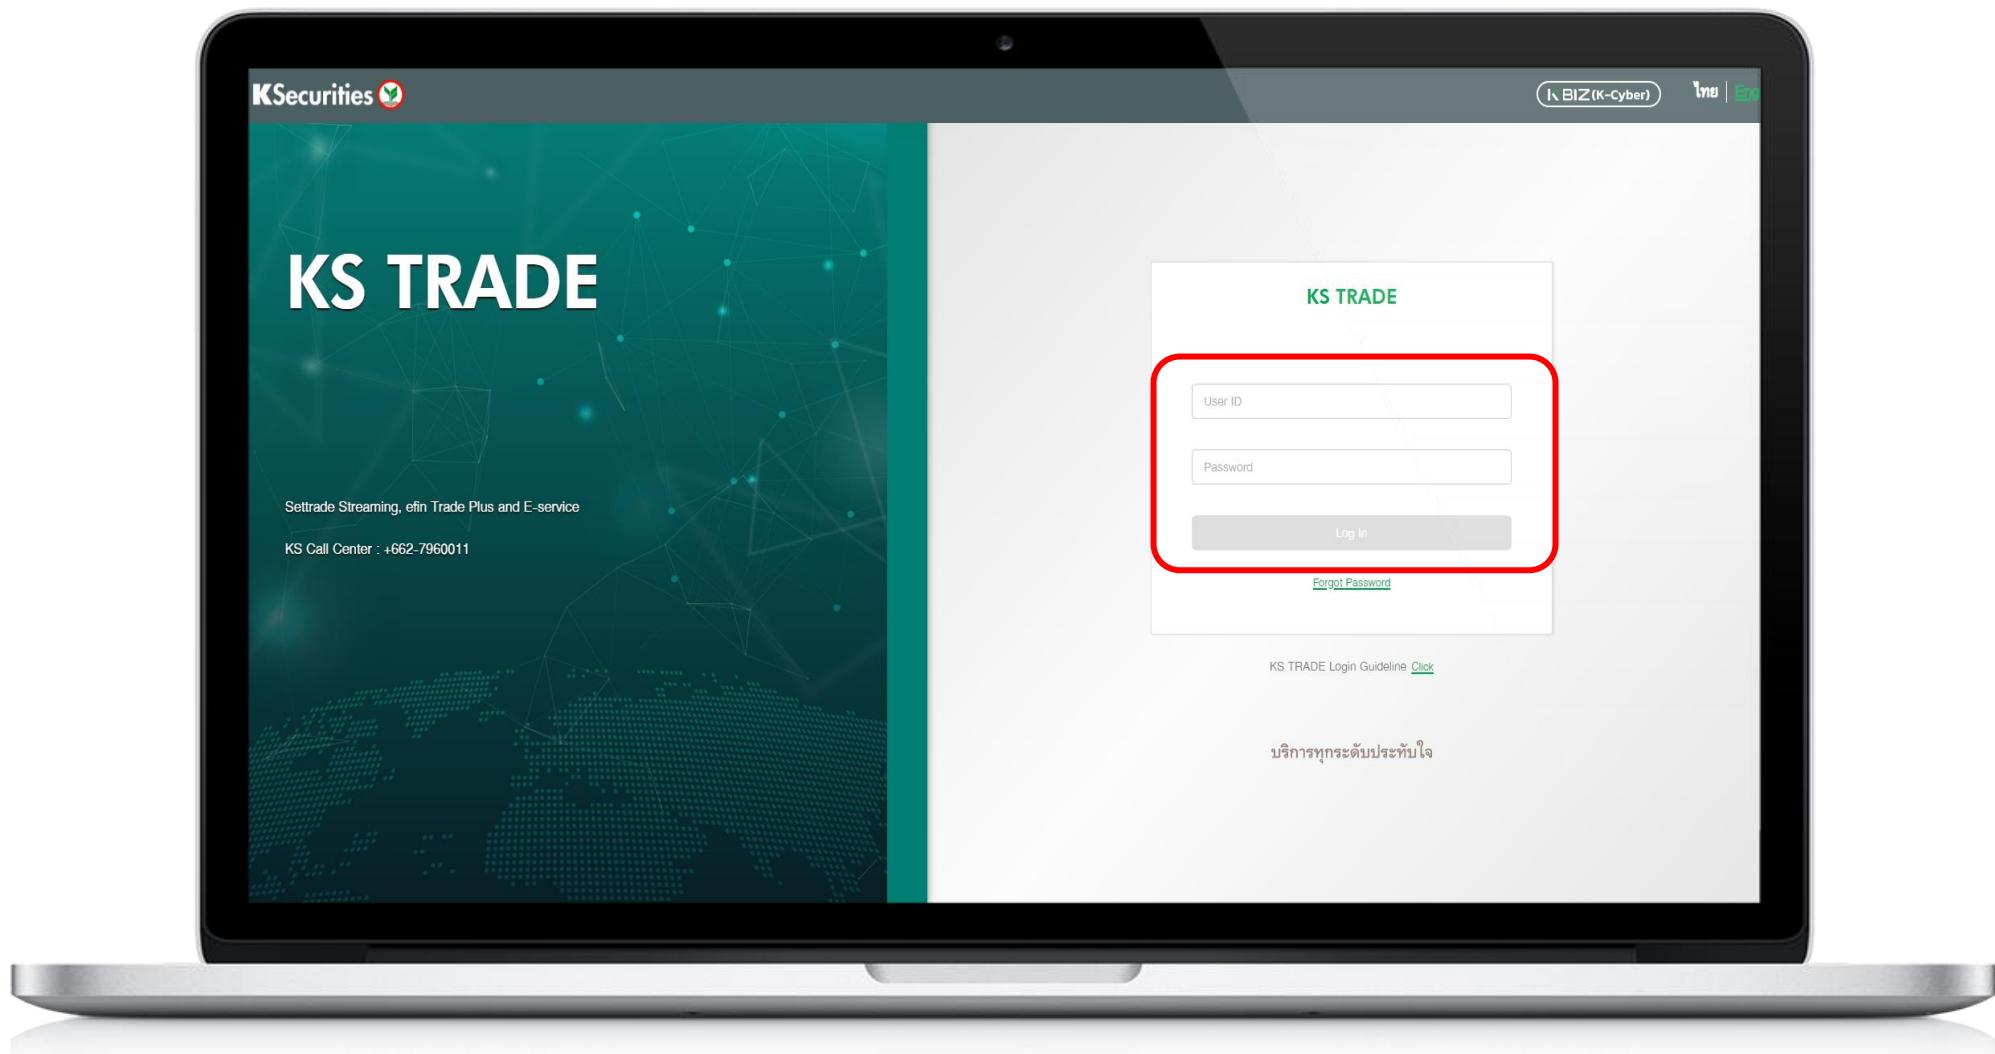 KSecurities
K BIZ (K-Cyber)
ไทย | Eng
KS TRADE
Settrade Streaming, efin Trade Plus and E-service
KS Call Center : +662-7960011
KS TRADE
User ID
Password
Log In
Forgot Password
KS TRADE Login Guideline Click
บริการทุกระดับประทับใจ